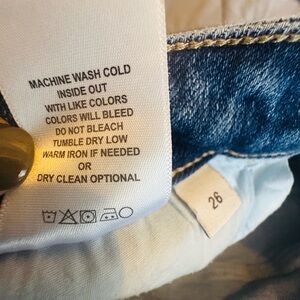 MACHINE WASH COLD
INSIDE OUT
WITH LIKE COLORS
COLORS WILL BLEED
DO NOT BLEACH
TUMBLE DRY LOW
WARM IRON IF NEEDED
OR
DRY CLEAN OPTIONAL
26